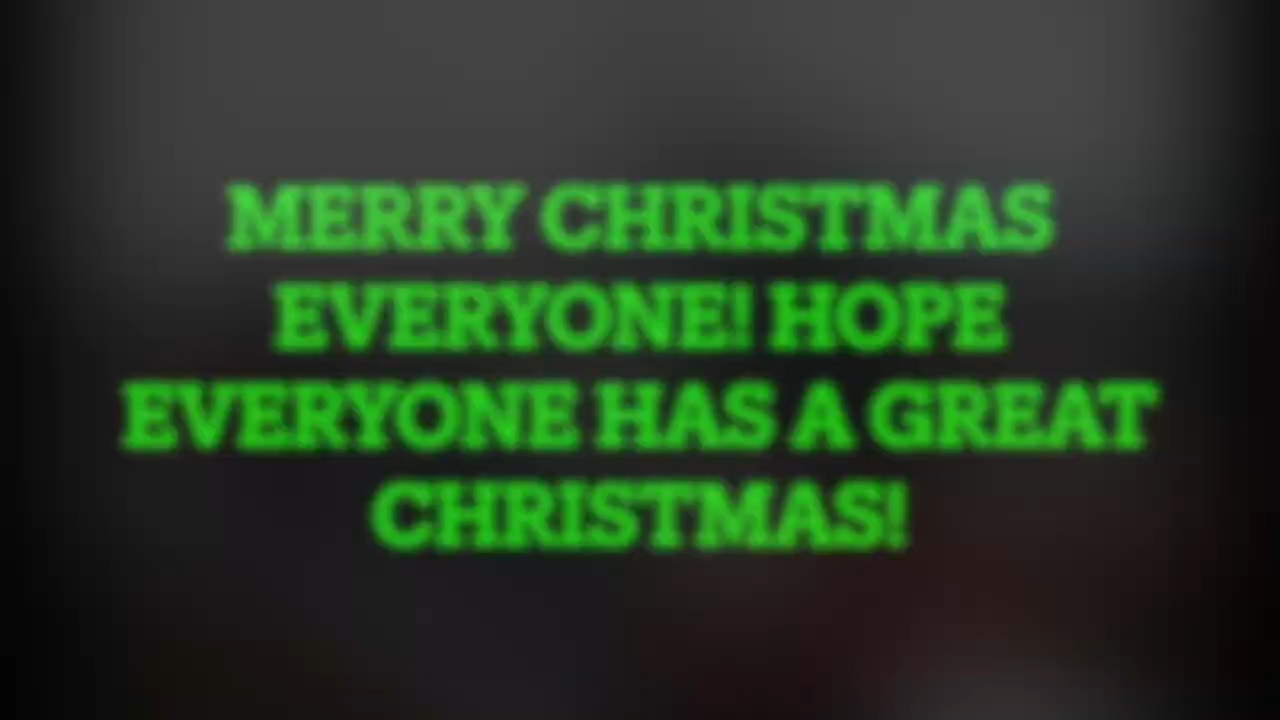 MERRY CHRISTMAS
EVERYONE! HOPE
EVERYONE HAS A GREAT
CHRISTMAS!